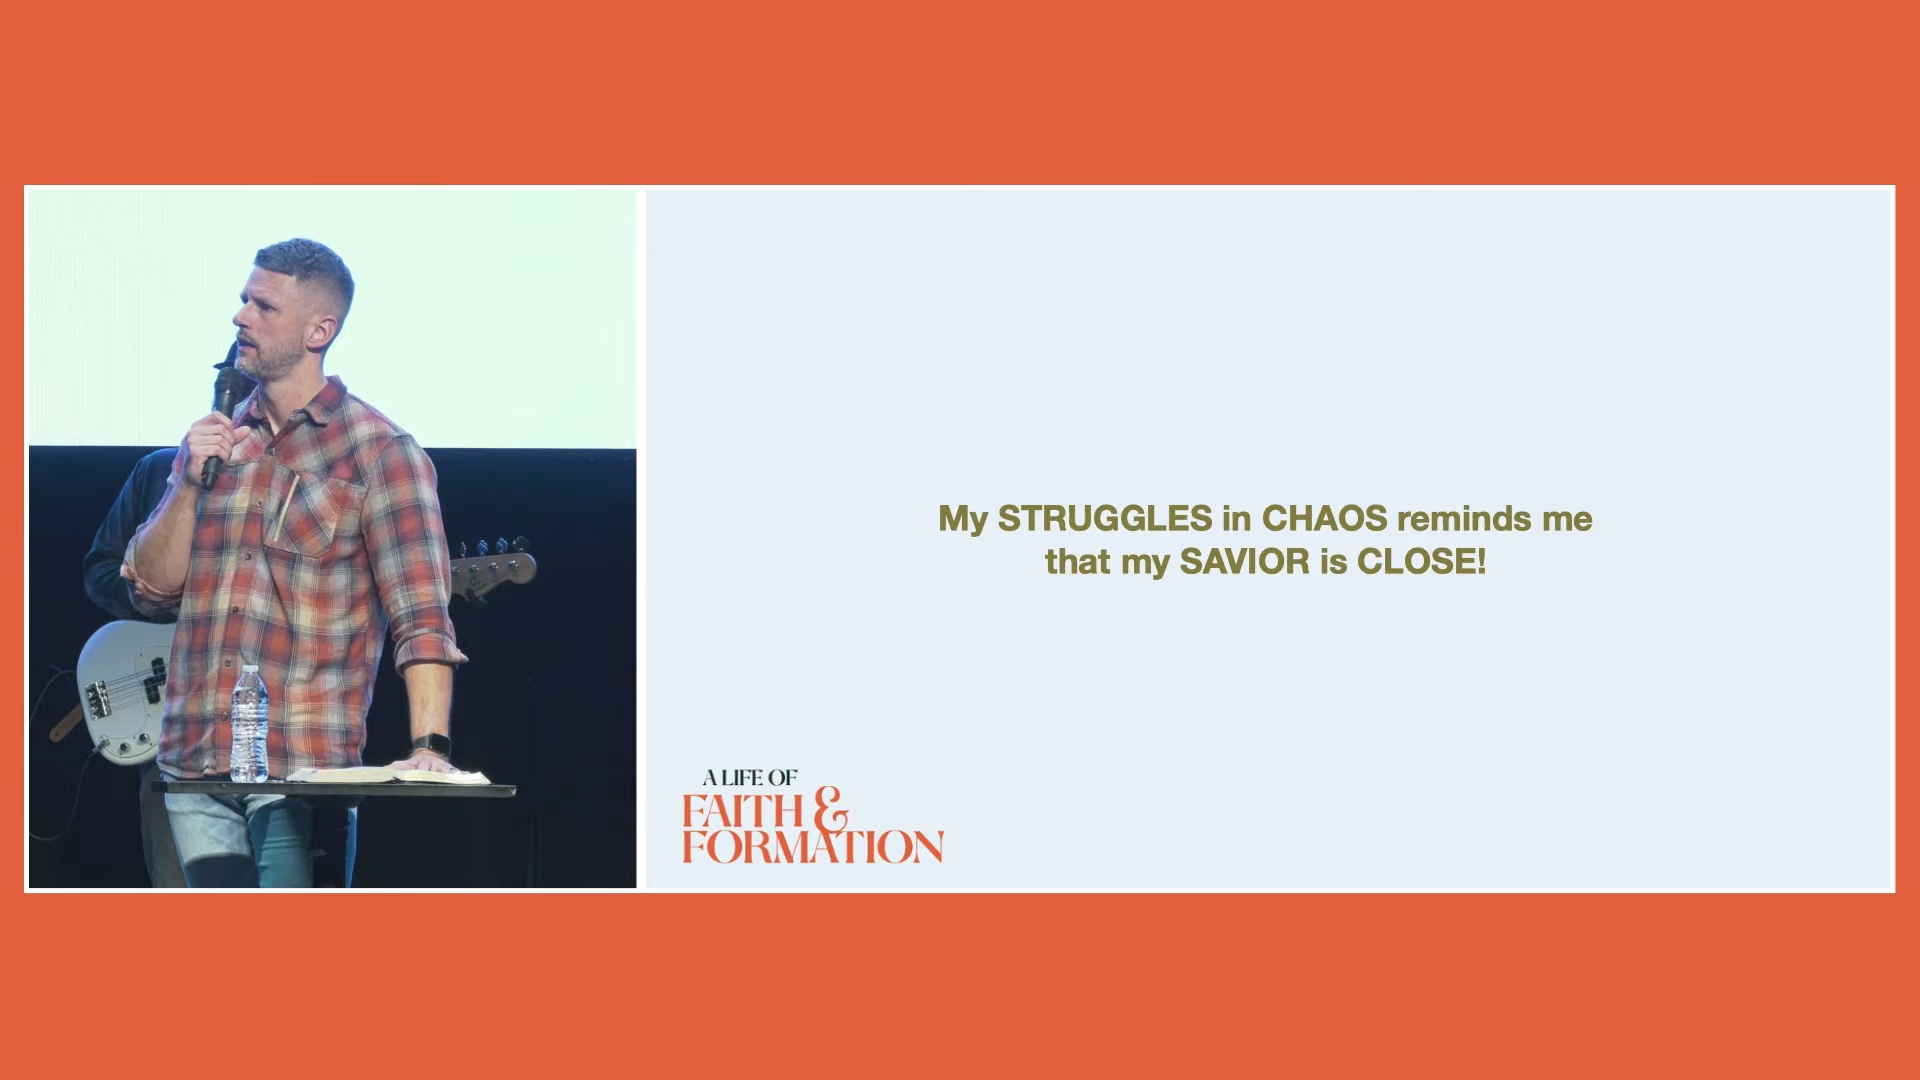 My STRUGGLES in CHAOS reminds me
that my SAVIOR is CLOSE!
A LIFE OF
FAITH &
FORMATION